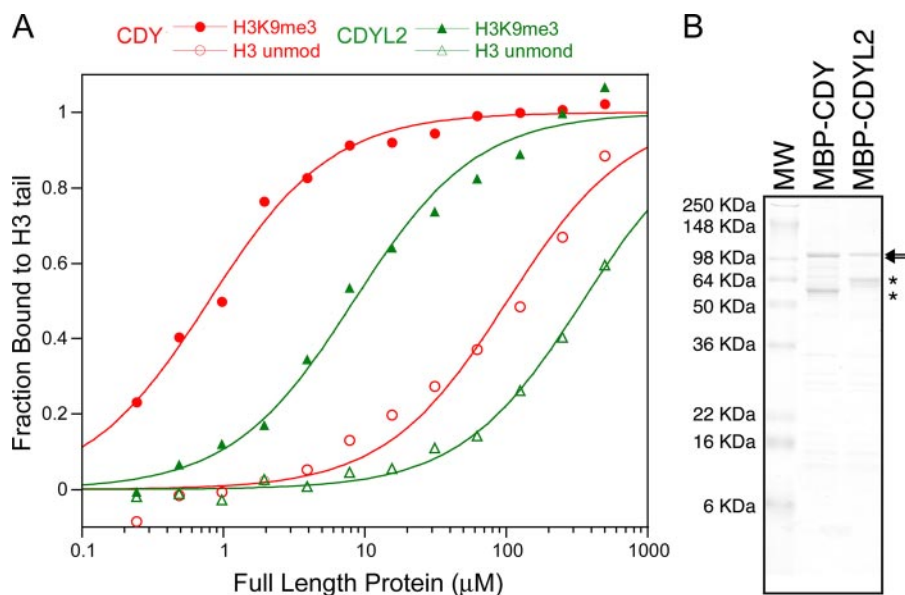 A
CDY H3K9me3 CDYL2 H3K9me3
H3 unmod H3 unmond
Fraction Bound to H3 tail
1
0.8
0.6
0.4
0.2
0
0.1 1 10 100 1000
Full Length Protein (μM)
B
MW
MBP-CDY
MBP-CDYL2
250 KDa
148 KDa
98 KDa
64 KDa *
50 KDa *
36 KDa
22 KDa
16 KDa
6 KDa